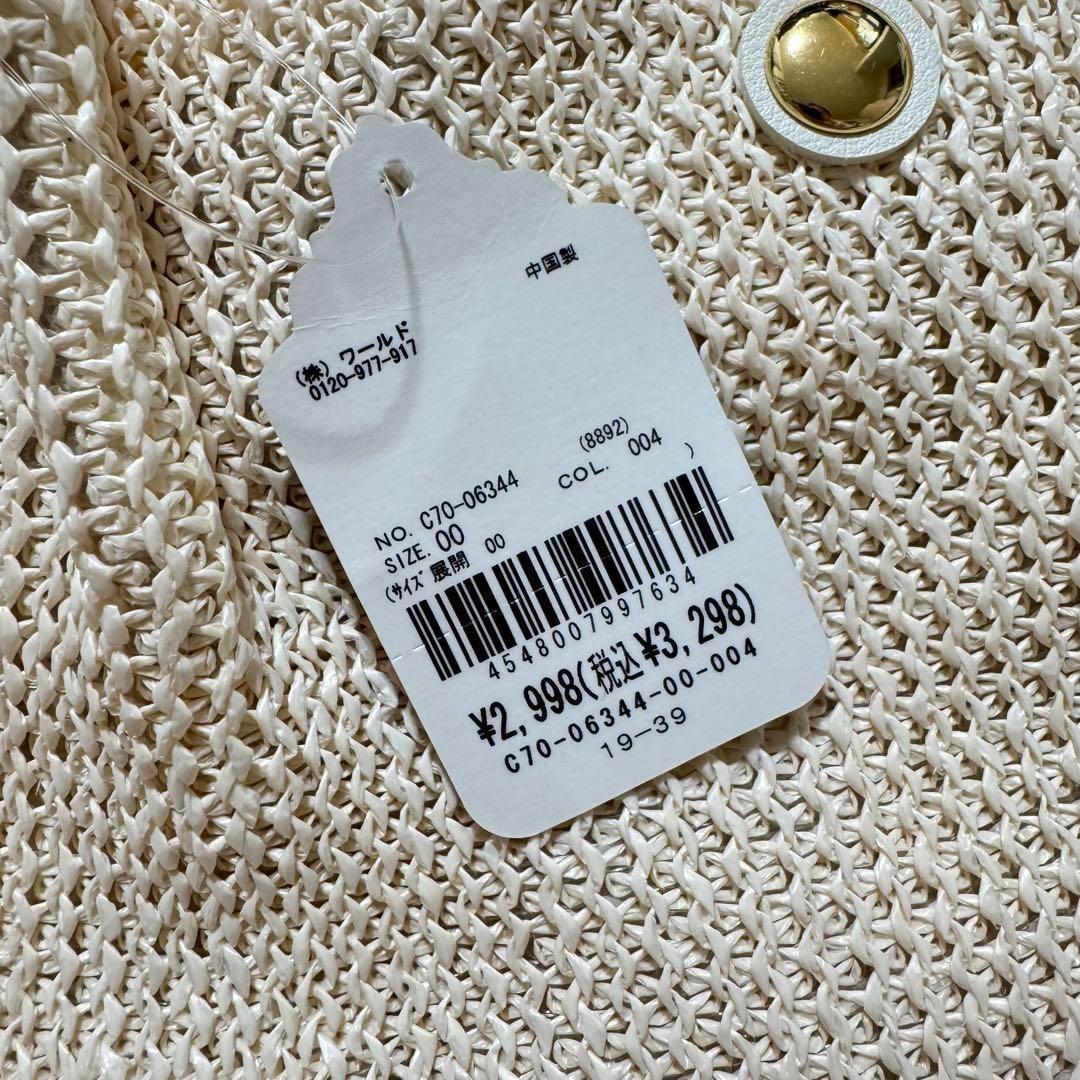 中国製
(株) ワールド
0120-977-917
(8892)
NO. C70-06344 COL. 004
SIZE. 00
(サイズ展開 00 )
4548007997634
¥2,998(税込¥3,298)
C70-06344-00-004
19-39